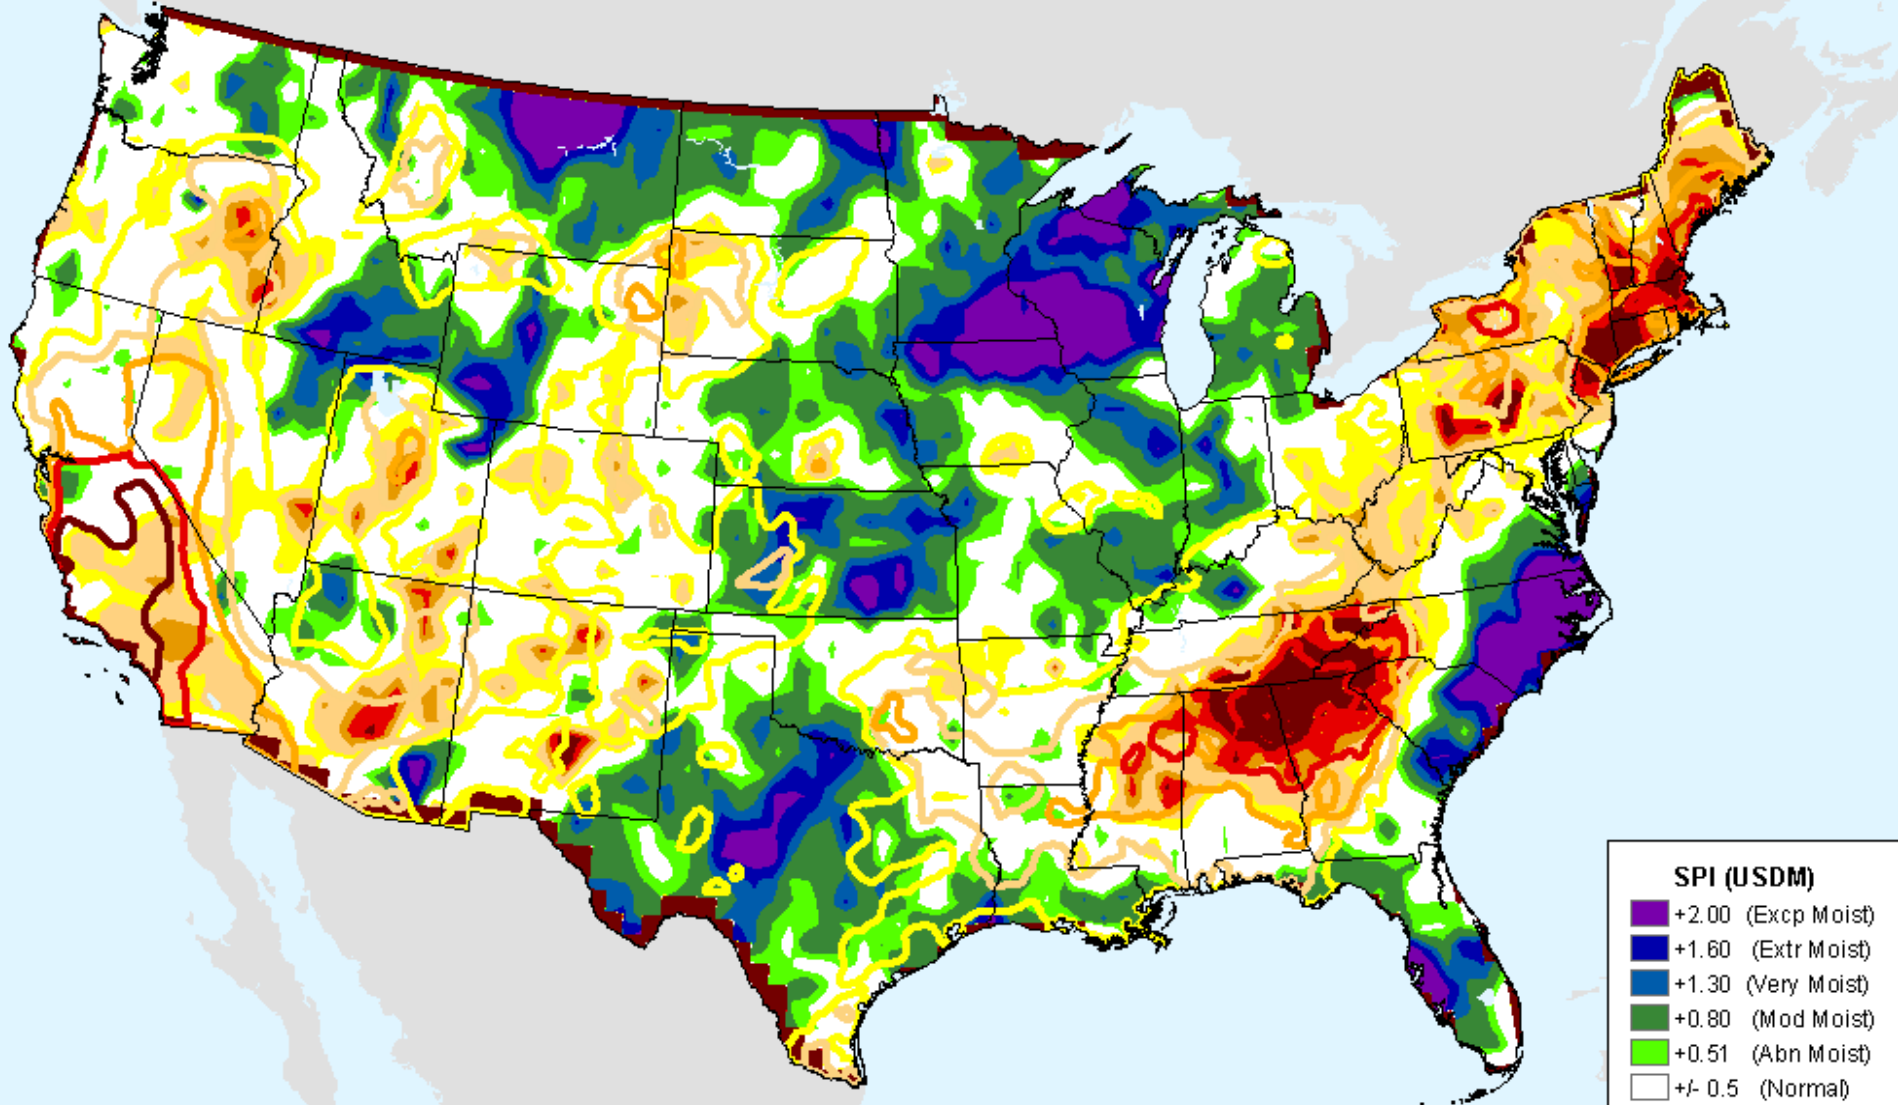 SPI (USDM)
+2.00 (Excp Moist)
+1.60 (Extr Moist)
+1.30 (Very Moist)
+0.80 (Mod Moist)
+0.51 (Abn Moist)
+/- 0.5 (Normal)